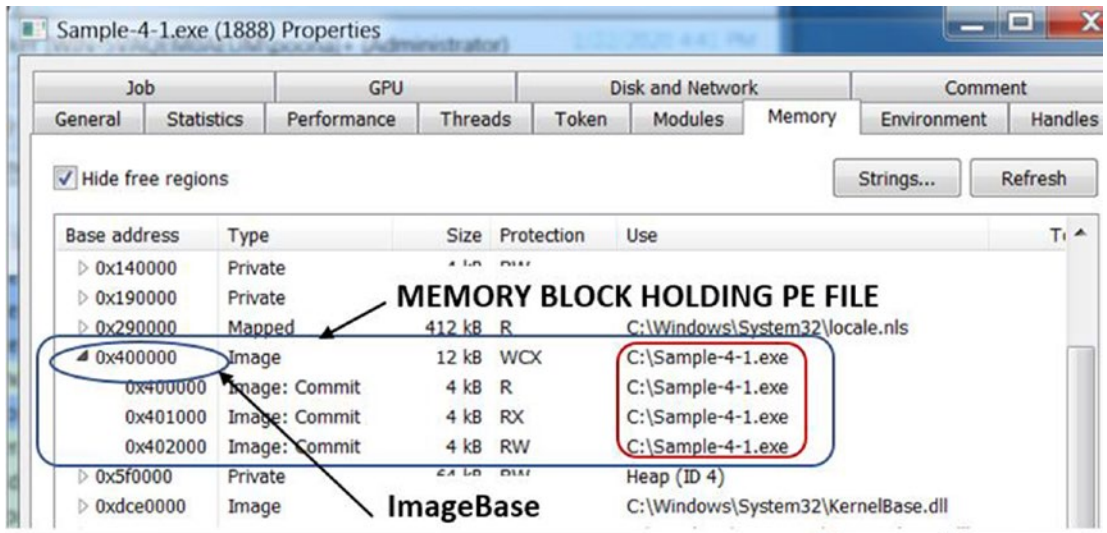 Sample-4-1.exe (1888) Properties
Job GPU Disk and Network Comment
General Statistics Performance Threads Token Modules Memory Environment Handles
Hide free regions Strings... Refresh
Base address Type Size Protection Use
0x140000 Private
0x190000 Private
MEMORY BLOCK HOLDING PE FILE
0x290000 Mapped 412 kB R C:\Windows\System32\locale.nls
0x400000 Image 12 kB WCX C:\Sample-4-1.exe
0x400000 Image: Commit 4 kB R C:\Sample-4-1.exe
0x401000 Image: Commit 4 kB RX C:\Sample-4-1.exe
0x402000 Image: Commit 4 kB RW C:\Sample-4-1.exe
0x5f0000 Private 64 kB RW Heap (ID 4)
ImageBase
0xdce0000 Image C:\Windows\System32\KernelBase.dll